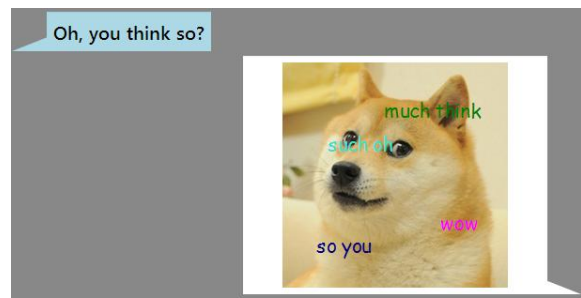 Oh, you think so?
much think
such oh
wow
so you